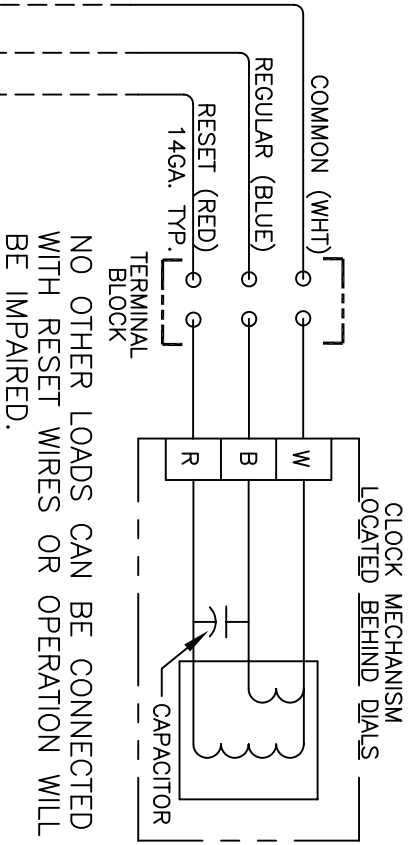 CLOCK MECHANISM
LOCATED BEHIND DIALS
COMMON (WHT)
REGULAR (BLUE)
RESET (RED)
14GA. TYP.
TERMINAL
BLOCK
W
B
R
CAPACITOR
NO OTHER LOADS CAN BE CONNECTED
WITH RESET WIRES OR OPERATION WILL
BE IMPAIRED.